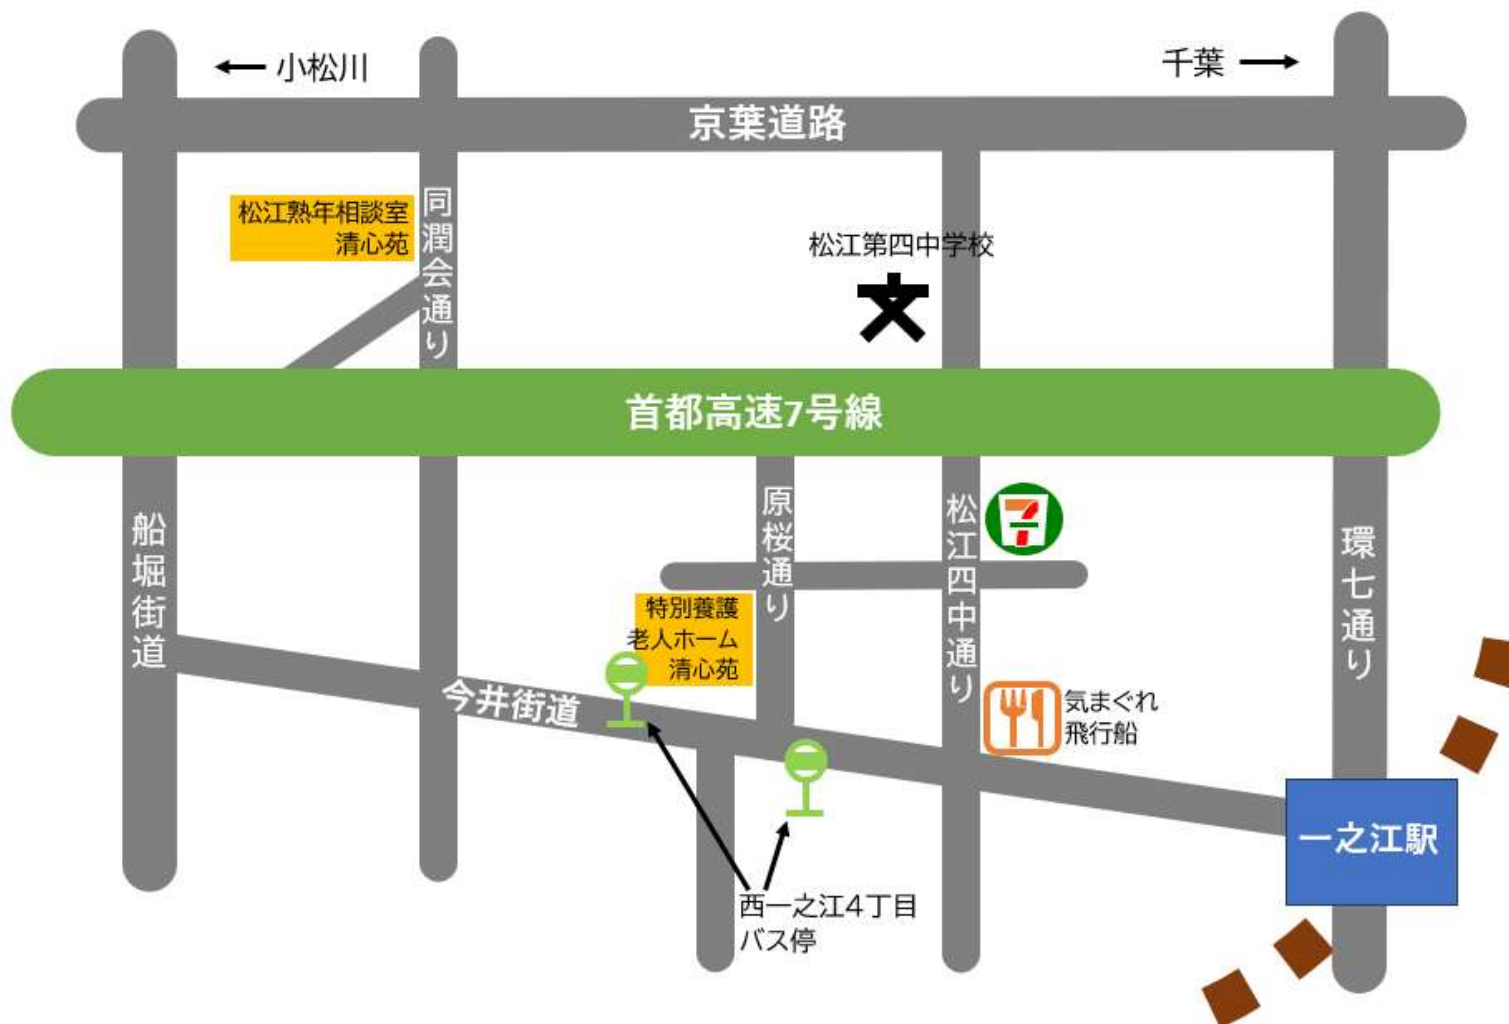 小松川
千葉
京葉道路
松江熟年相談室
清心苑
同潤会通り
松江第四中学校
首都高速7号線
船堀街道
原桜通り
松江四中通り
環七通り
特別養護
老人ホーム
清心苑
今井街道
気まぐれ
飛行船
一之江駅
西一之江4丁目
バス停